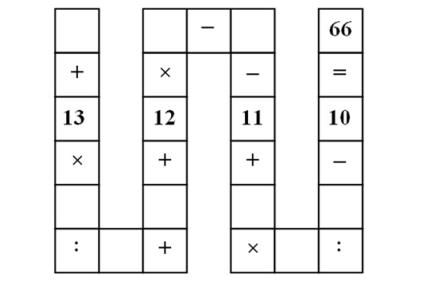 − 66
+ × − =
13 12 11 10
× + + −
: + × :